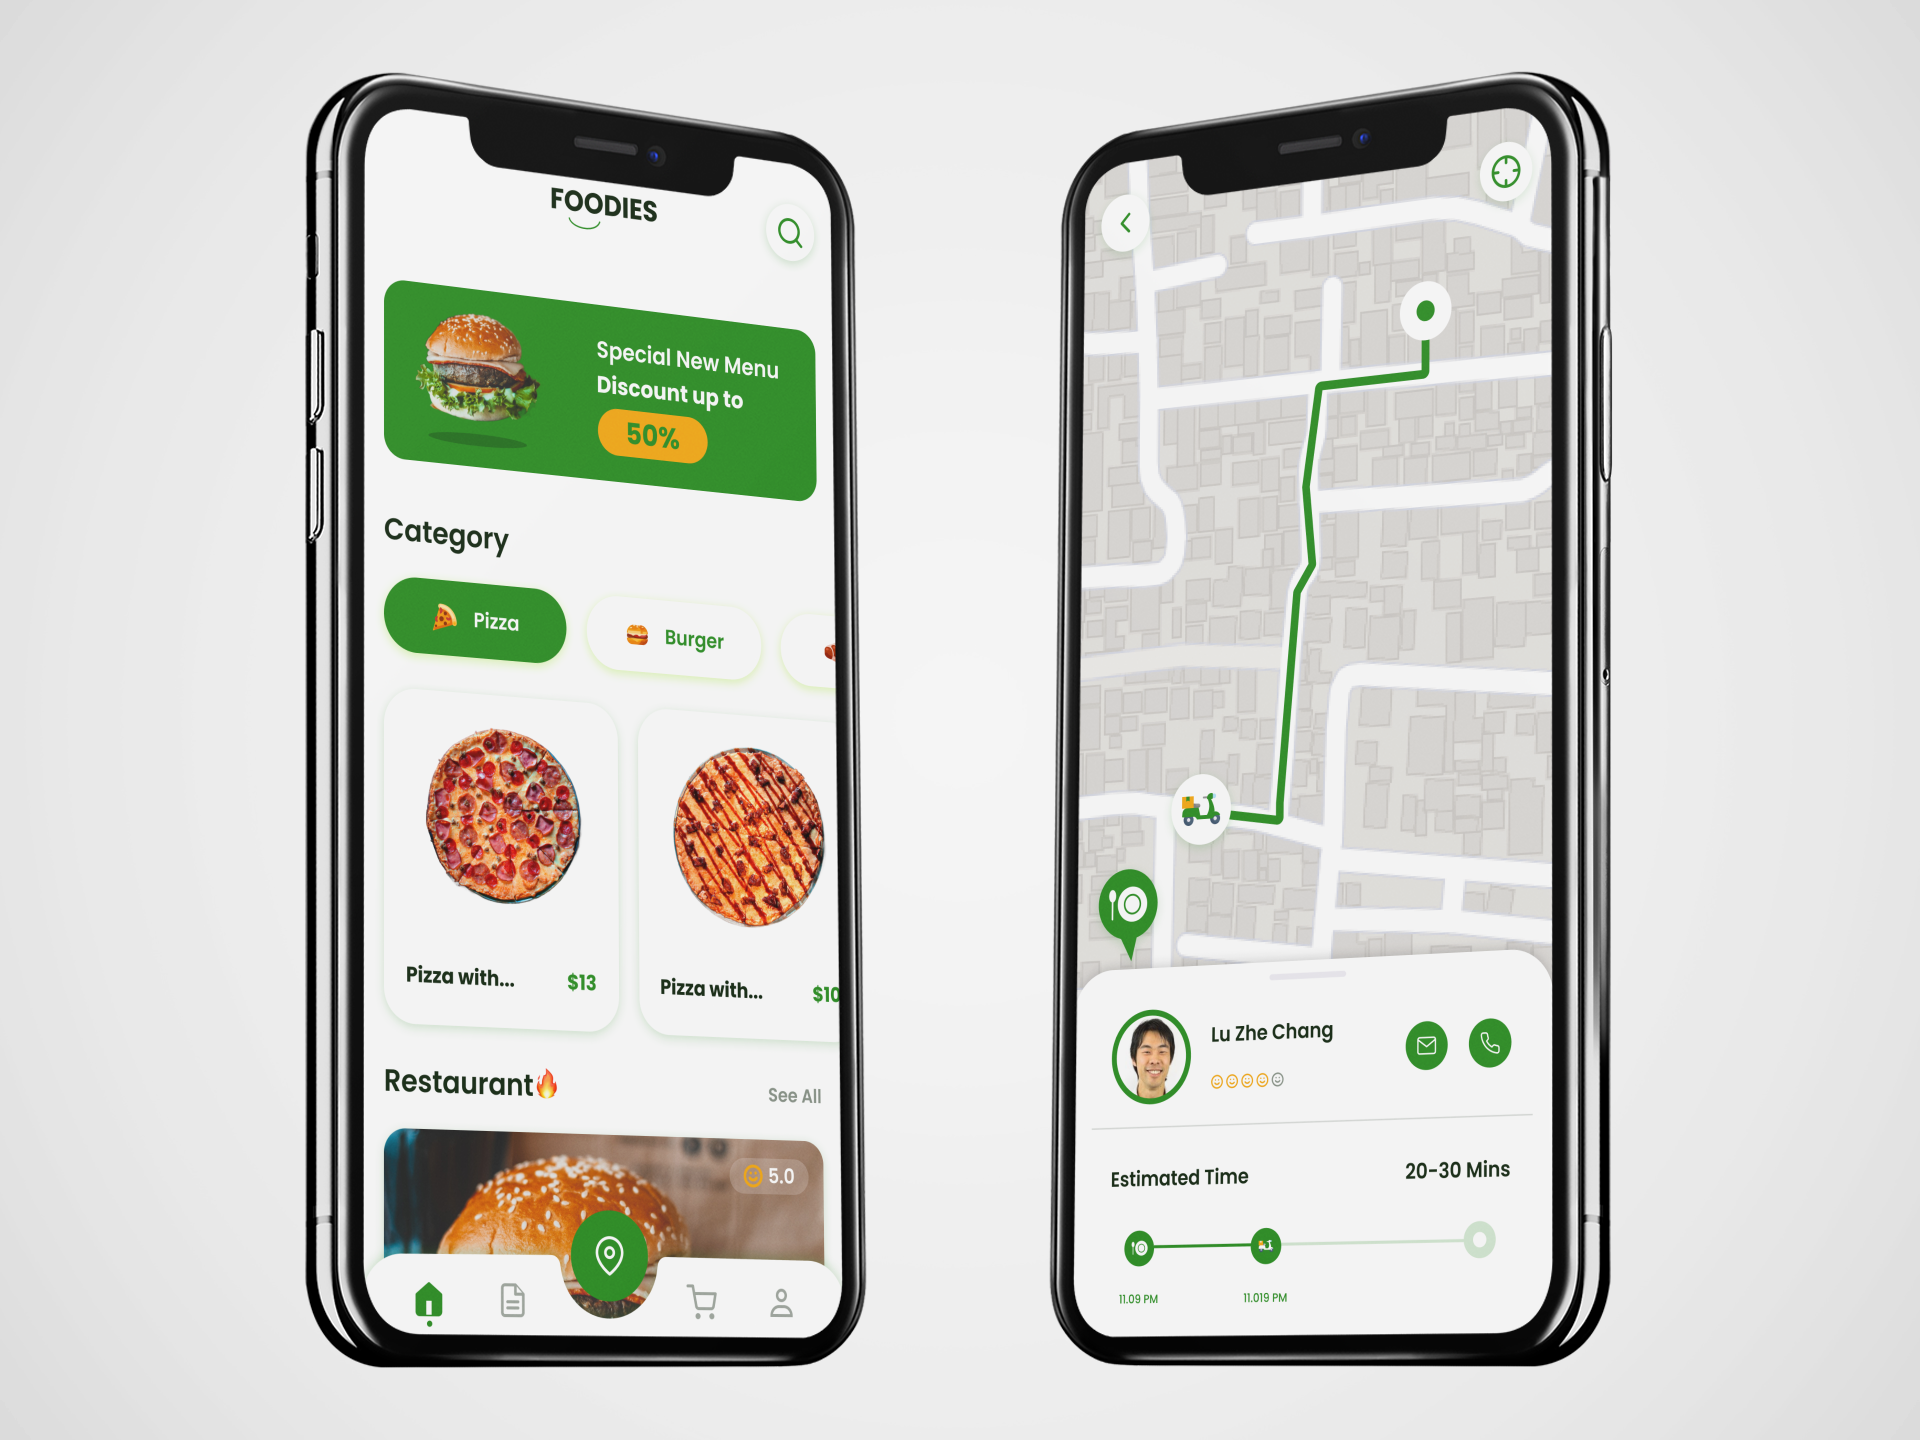 FOODIES
Special New Menu
Discount up to
50%
Category
Pizza
Burger
Pizza with...
$13
Pizza with...
$10
Restaurant🔥
See All
5.0
Lu Zhe Chang
Estimated Time
20-30 Mins
11.09 PM
11.019 PM